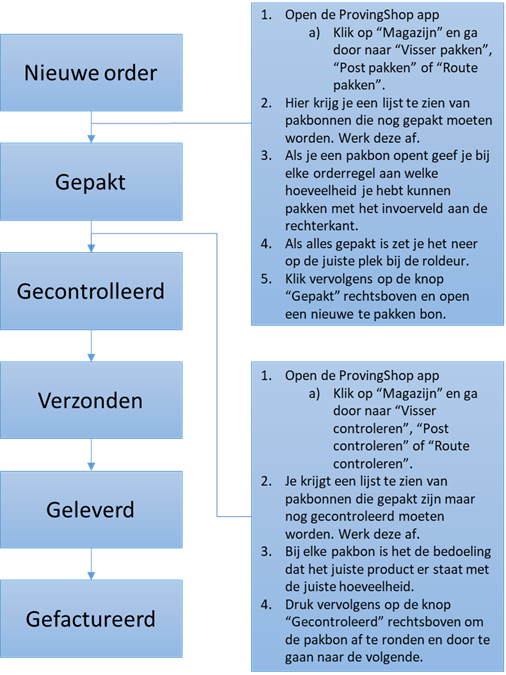 Nieuwe order
Gepakt
Gecontrolleerd
Verzonden
Geleverd
Gefactureerd
1. Open de ProvingShop app
a) Klik op “Magazijn” en ga
door naar “Visser pakken”,
“Post pakken” of “Route
pakken”.
2. Hier krijg je een lijst te zien van
pakbonnen die nog gepakt moeten
worden. Werk deze af.
3. Als je een pakbon opent geef je bij
elke orderregel aan welke
hoeveelheid je hebt kunnen
pakken met het invoerveld aan de
rechterkant.
4. Als alles gepakt is zet je het neer
op de juiste plek bij de roldeur.
5. Klik vervolgens op de knop
“Gepakt” rechtsboven en open
een nieuwe te pakken bon.
1. Open de ProvingShop app
a) Klik op “Magazijn” en ga
door naar “Visser
controleren”, “Post
controleren” of “Route
controleren”.
2. Je krijgt een lijst te zien van
pakbonnen die gepakt zijn maar
nog gecontroleerd moeten
worden. Werk deze af.
3. Bij elke pakbon is het de bedoeling
dat het juiste product er staat met
de juiste hoeveelheid.
4. Druk vervolgens op de knop
“Gecontroleerd” rechtsboven om
de pakbon af te ronden en door te
gaan naar de volgende.